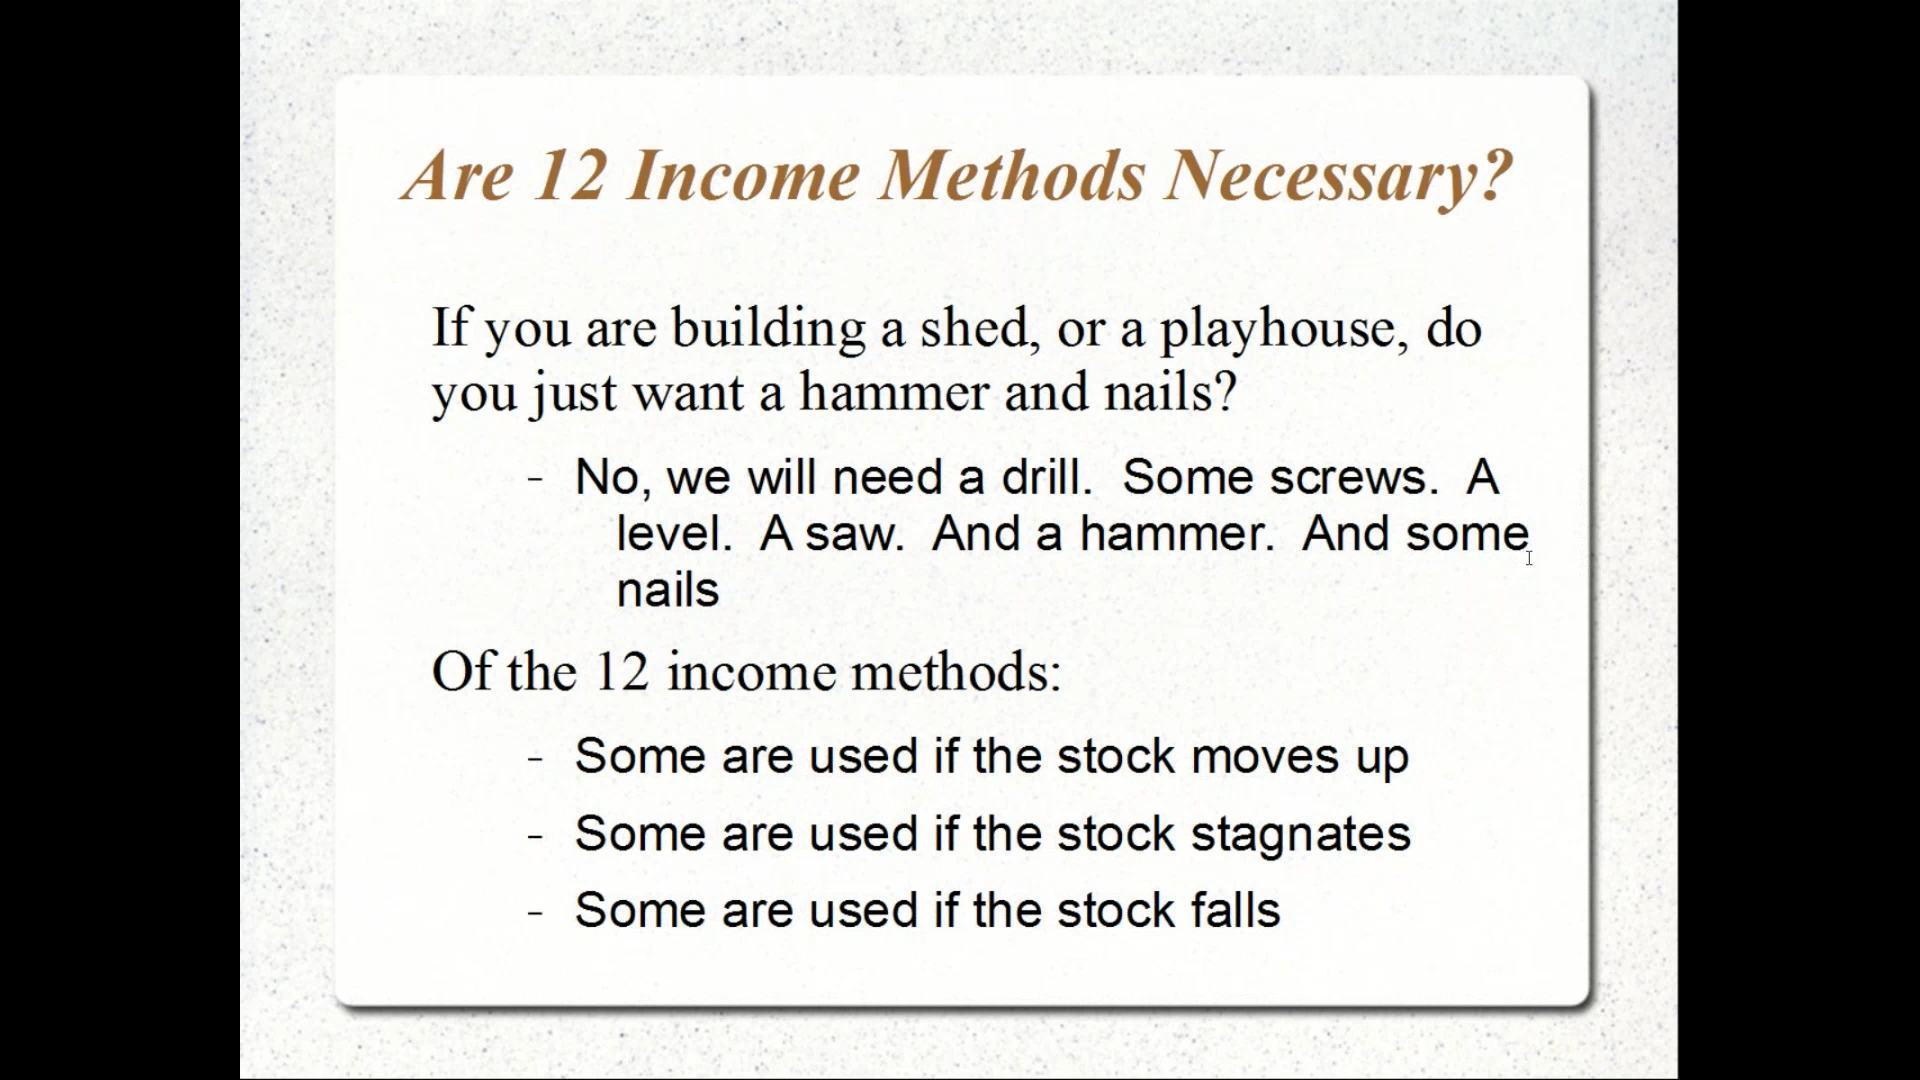 Are 12 Income Methods Necessary?
If you are building a shed, or a playhouse, do
you just want a hammer and nails?
- No, we will need a drill.  Some screws.  A
level.  A saw.  And a hammer.  And some
nails
Of the 12 income methods:
- Some are used if the stock moves up
- Some are used if the stock stagnates
- Some are used if the stock falls